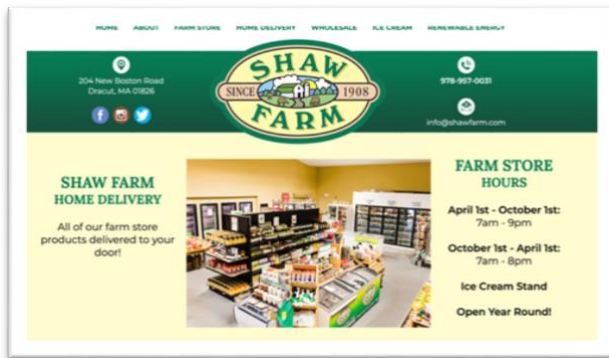 HOME ABOUT FARM STORE HOME DELIVERY WHOLESALE ICE CREAM RENEWABLE ENERGY
204 New Boston Road
Dracut, MA 01826
SHAW
SINCE 1908
FARM
978-957-0031
info@shawfarm.com
SHAW FARM
HOME DELIVERY
All of our farm store
products delivered to your
door!
FARM STORE
HOURS
April 1st - October 1st:
7am - 9pm
October 1st - April 1st:
7am - 8pm
Ice Cream Stand
Open Year Round!